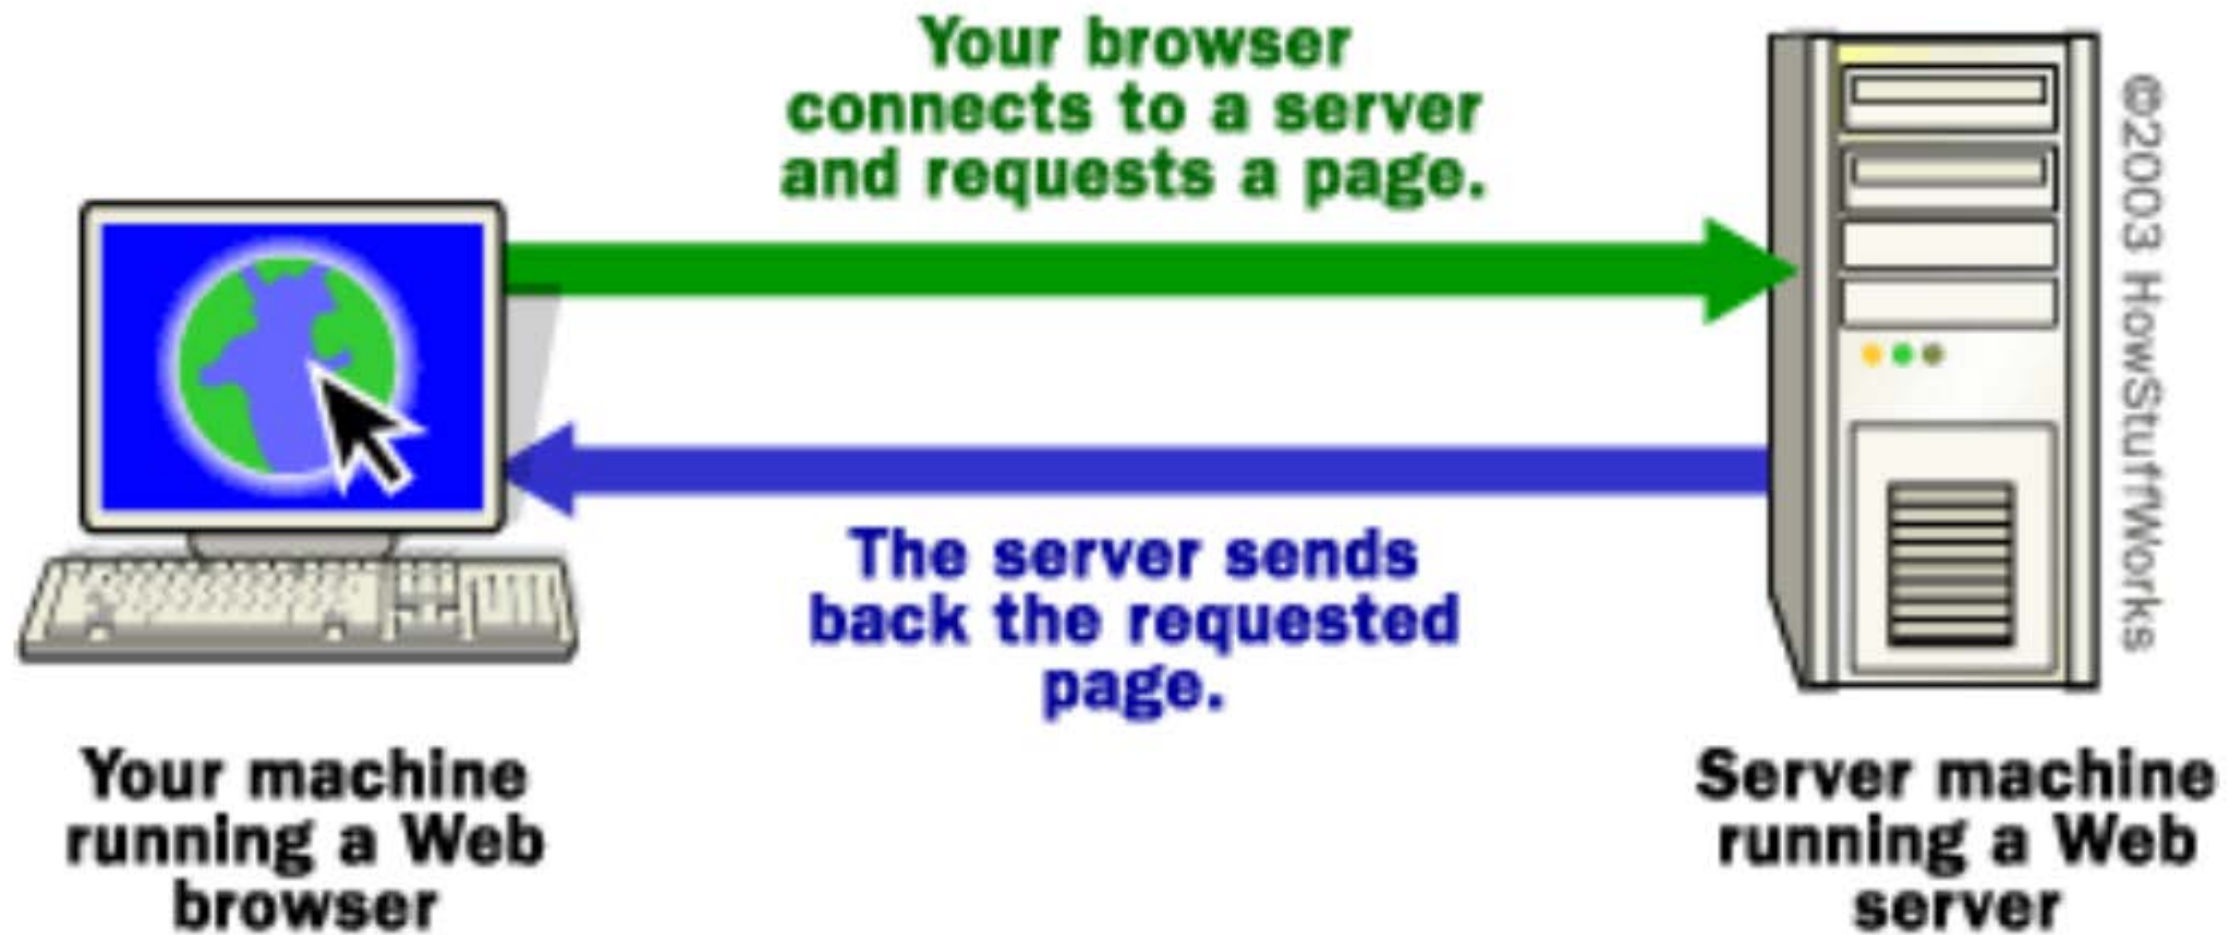 Your browser
connects to a server
and requests a page.
The server sends
back the requested
page.
Your machine
running a Web
browser
Server machine
running a Web
server
©2003 HowStuffWorks